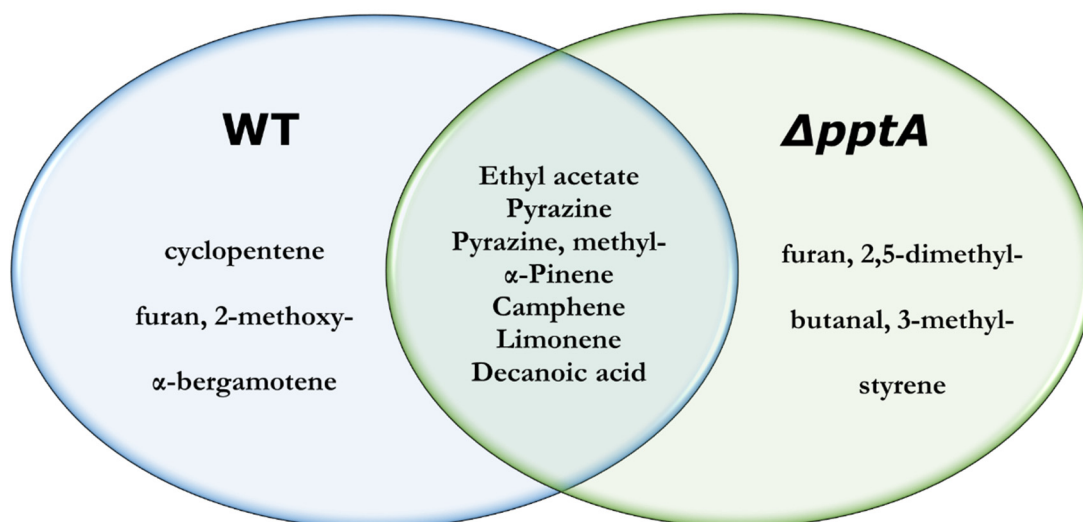 WT
cyclopentene
furan, 2-methoxy-
α-bergamotene
Ethyl acetate
Pyrazine
Pyrazine, methyl-
α-Pinene
Camphene
Limonene
Decanoic acid
ΔpptA
furan, 2,5-dimethyl-
butanal, 3-methyl-
styrene